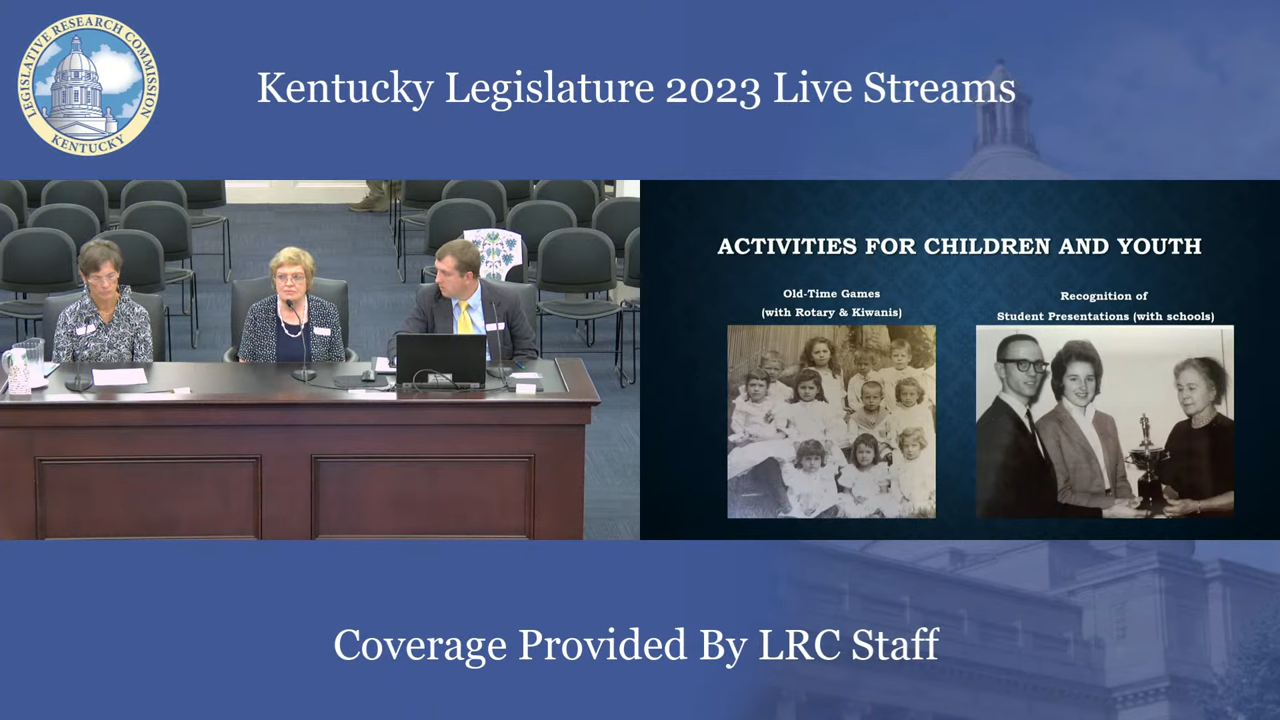 LEGISLATIVE RESEARCH COMMISSION
KENTUCKY
Kentucky Legislature 2023 Live Streams
ACTIVITIES FOR CHILDREN AND YOUTH
Old-Time Games
(with Rotary & Kiwanis)
Recognition of
Student Presentations (with schools)
Coverage Provided By LRC Staff